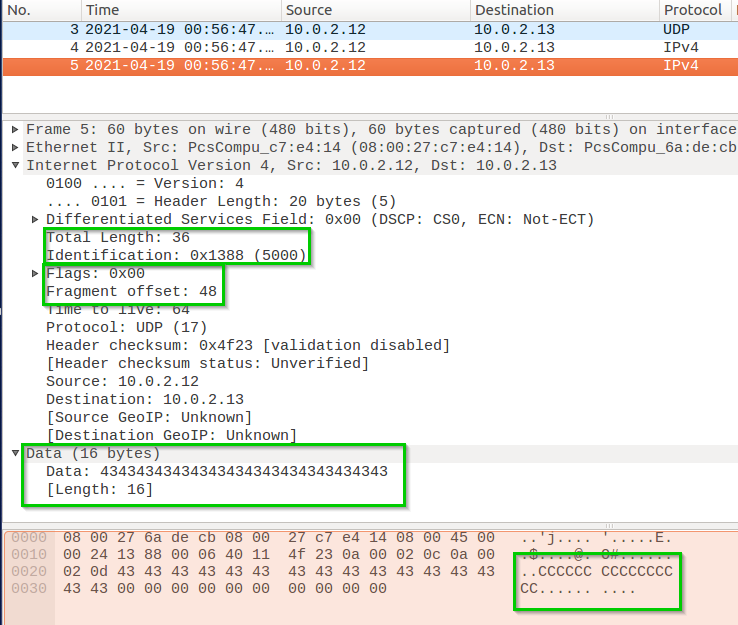 No. Time Source Destination Protocol
3 2021-04-19 00:56:47.… 10.0.2.12 10.0.2.13 UDP
4 2021-04-19 00:56:47.… 10.0.2.12 10.0.2.13 IPv4
5 2021-04-19 00:56:47.… 10.0.2.12 10.0.2.13 IPv4
Frame 5: 60 bytes on wire (480 bits), 60 bytes captured (480 bits) on interface
Ethernet II, Src: PcsCompu_c7:e4:14 (08:00:27:c7:e4:14), Dst: PcsCompu_6a:de:cb
Internet Protocol Version 4, Src: 10.0.2.12, Dst: 10.0.2.13
0100 .... = Version: 4
.... 0101 = Header Length: 20 bytes (5)
Differentiated Services Field: 0x00 (DSCP: CS0, ECN: Not-ECT)
Total Length: 36
Identification: 0x1388 (5000)
Flags: 0x00
Fragment offset: 48
Time to live: 64
Protocol: UDP (17)
Header checksum: 0x4f23 [validation disabled]
[Header checksum status: Unverified]
Source: 10.0.2.12
Destination: 10.0.2.13
[Source GeoIP: Unknown]
[Destination GeoIP: Unknown]
Data (16 bytes)
Data: 43434343434343434343434343434343
[Length: 16]
0000 08 00 27 6a de cb 08 00 27 c7 e4 14 08 00 45 00 ..'j.... '.....E.
0010 00 24 13 88 00 06 40 11 4f 23 0a 00 02 0c 0a 00 .$....@. O#......
0020 02 0d 43 43 43 43 43 43 43 43 43 43 43 43 43 43 ..CCCCCC CCCCCCCC
0030 43 43 00 00 00 00 00 00 00 00 00 00 CC...... ....